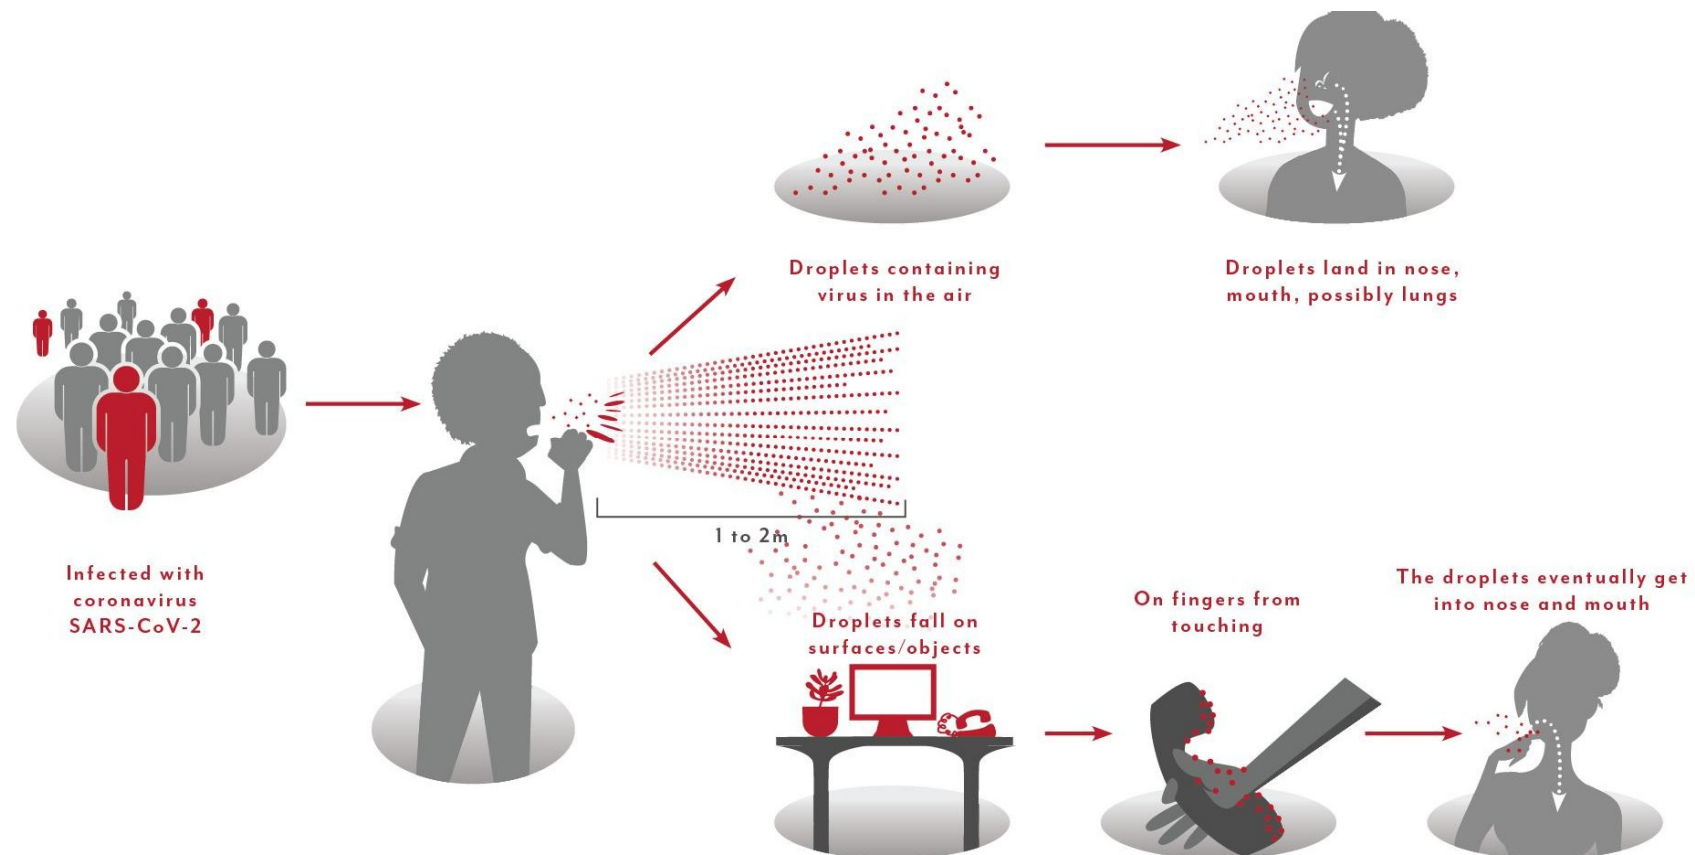 Infected with
coronavirus
SARS-CoV-2
1 to 2m
Droplets containing
virus in the air
Droplets land in nose,
mouth, possibly lungs
Droplets fall on
surfaces/objects
On fingers from
touching
The droplets eventually get
into nose and mouth